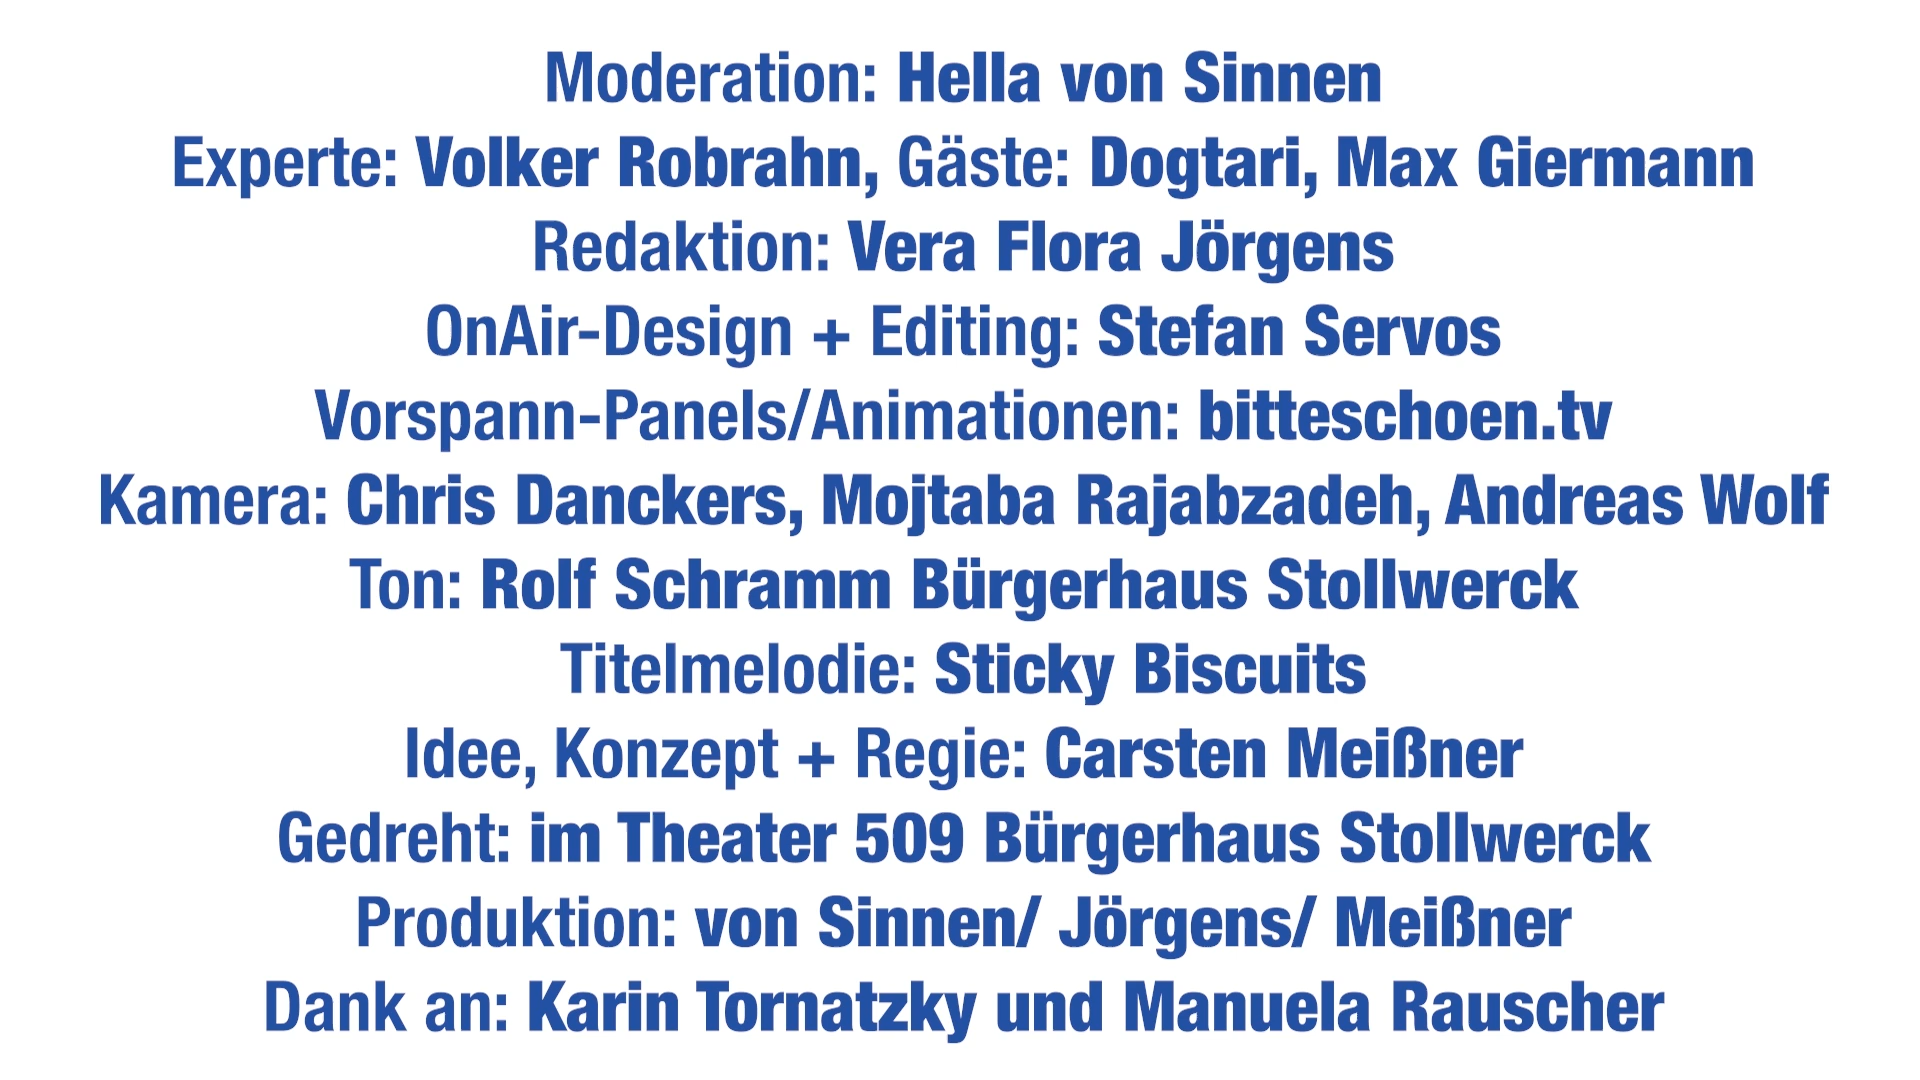 Moderation: Hella von Sinnen
Experte: Volker Robrahn, Gäste: Dogtari, Max Giermann
Redaktion: Vera Flora Jörgens
OnAir-Design + Editing: Stefan Servos
Vorspann-Panels/Animationen: bitteschoen.tv
Kamera: Chris Danckers, Mojtaba Rajabzadeh, Andreas Wolf
Ton: Rolf Schramm Bürgerhaus Stollwerck
Titelmelodie: Sticky Biscuits
Idee, Konzept + Regie: Carsten Meißner
Gedreht: im Theater 509 Bürgerhaus Stollwerck
Produktion: von Sinnen/ Jörgens/ Meißner
Dank an: Karin Tornatzky und Manuela Rauscher